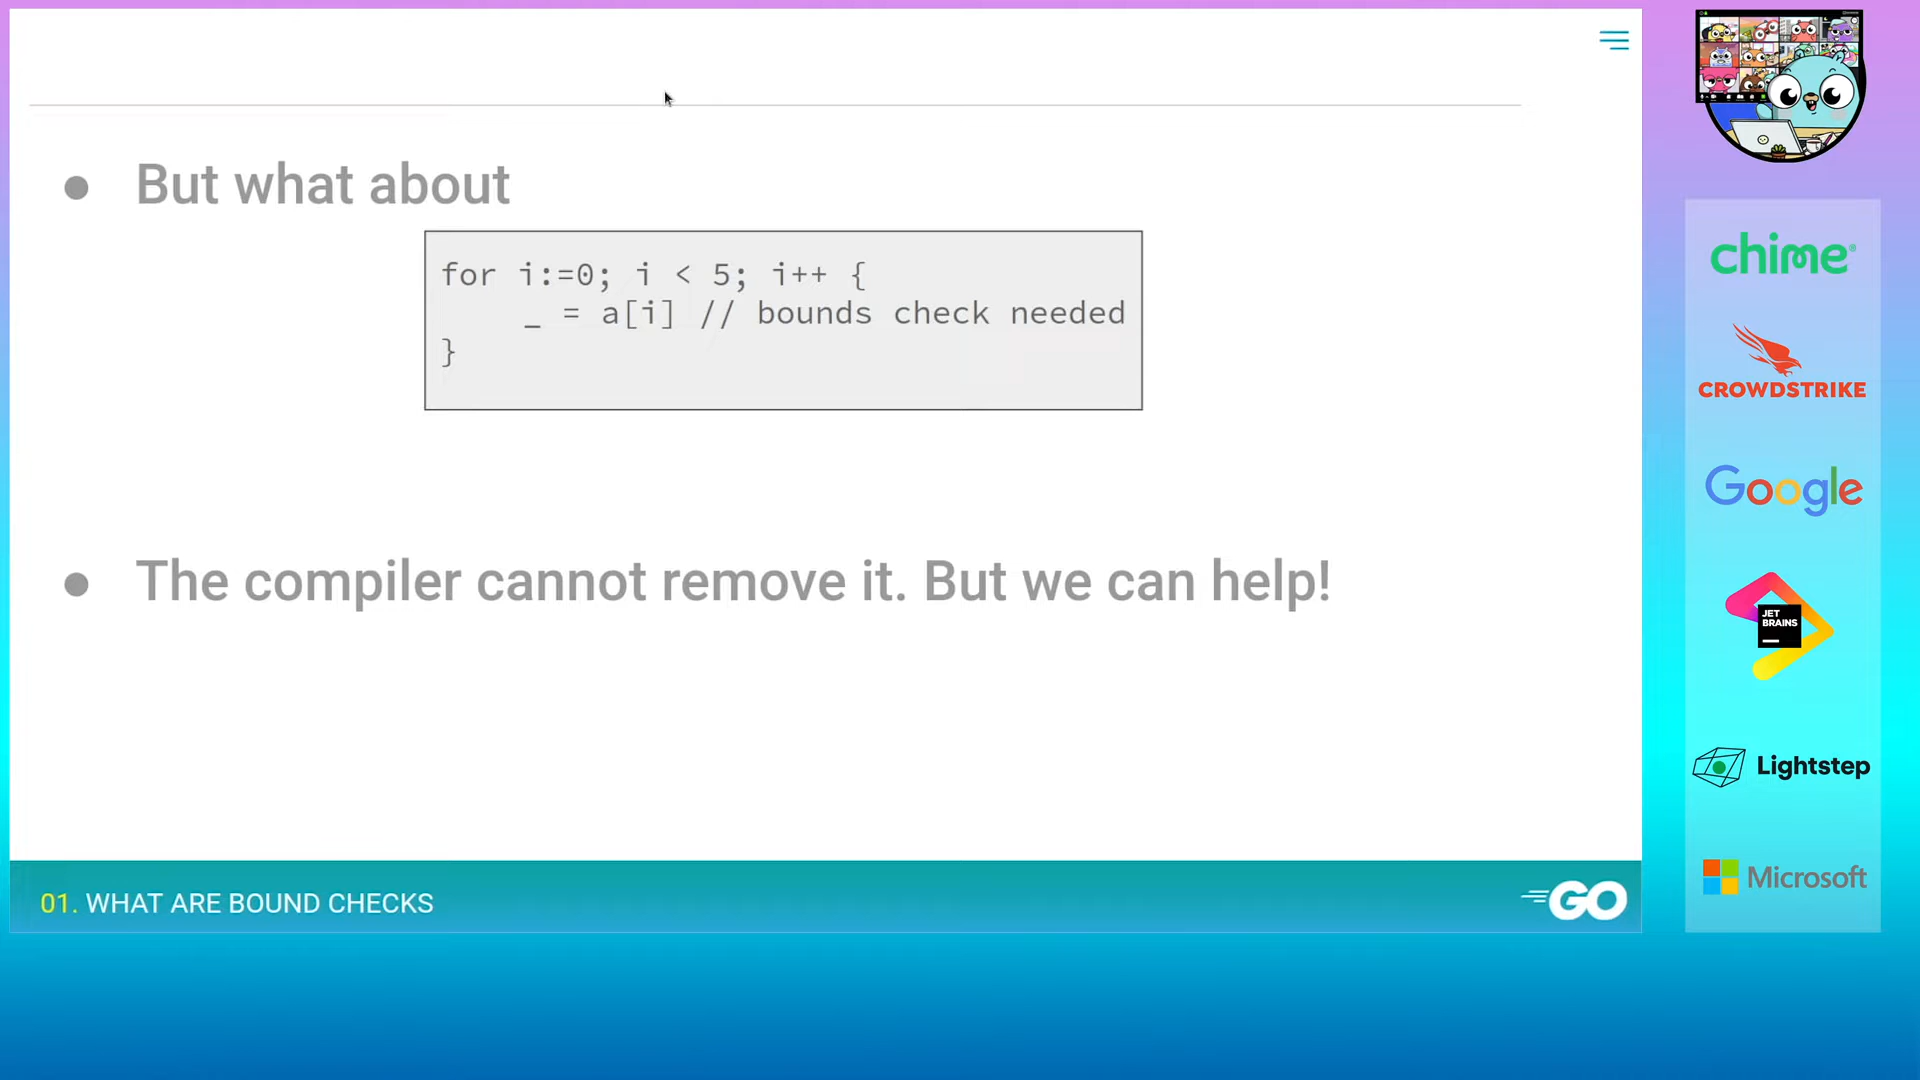 But what about
for i:=0; i < 5; i++ {
_ = a[i] // bounds check needed
}
The compiler cannot remove it. But we can help!
01. WHAT ARE BOUND CHECKS
GO
chime
CROWDSTRIKE
Google
JET
BRAINS
Lightstep
Microsoft